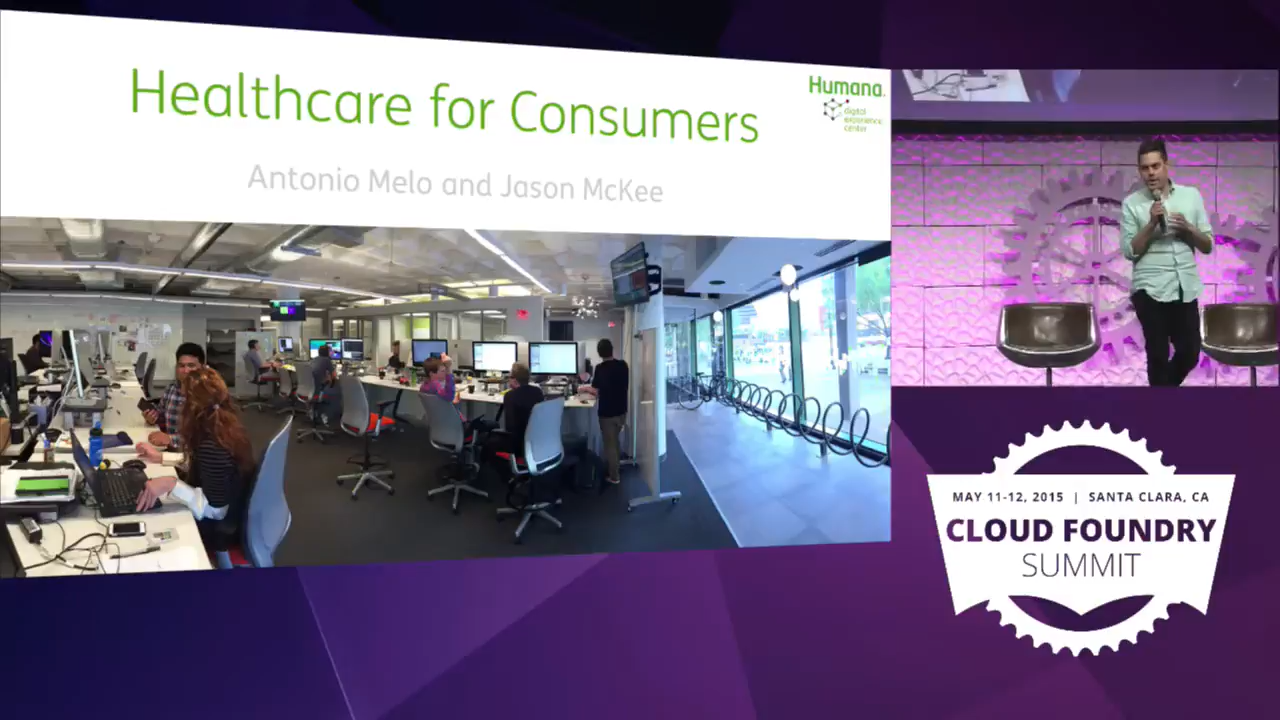 Healthcare for Consumers
Humana.
digital
experience
center
Antonio Melo and Jason McKee
MAY 11-12, 2015 | SANTA CLARA, CA
CLOUD FOUNDRY
SUMMIT